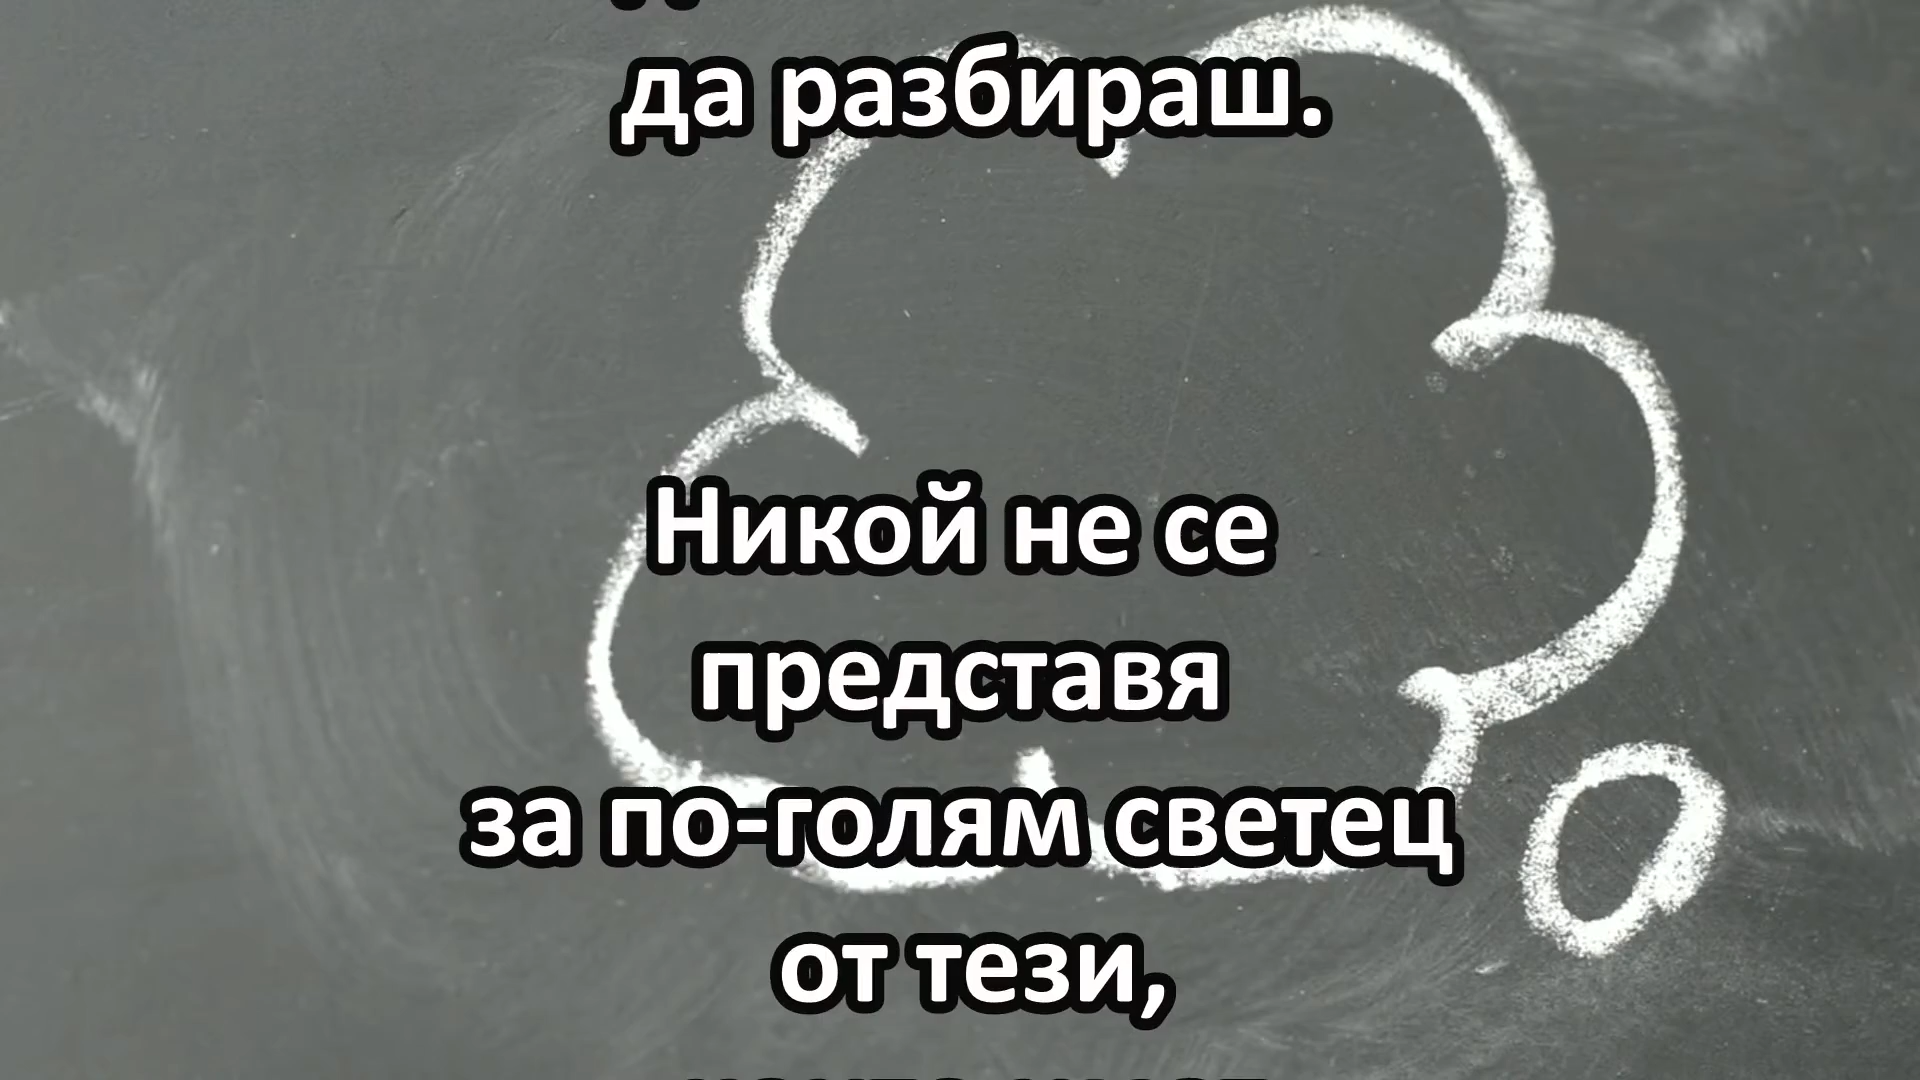 да разбираш.
Никой не се
представя
за по-голям светец
от тези,